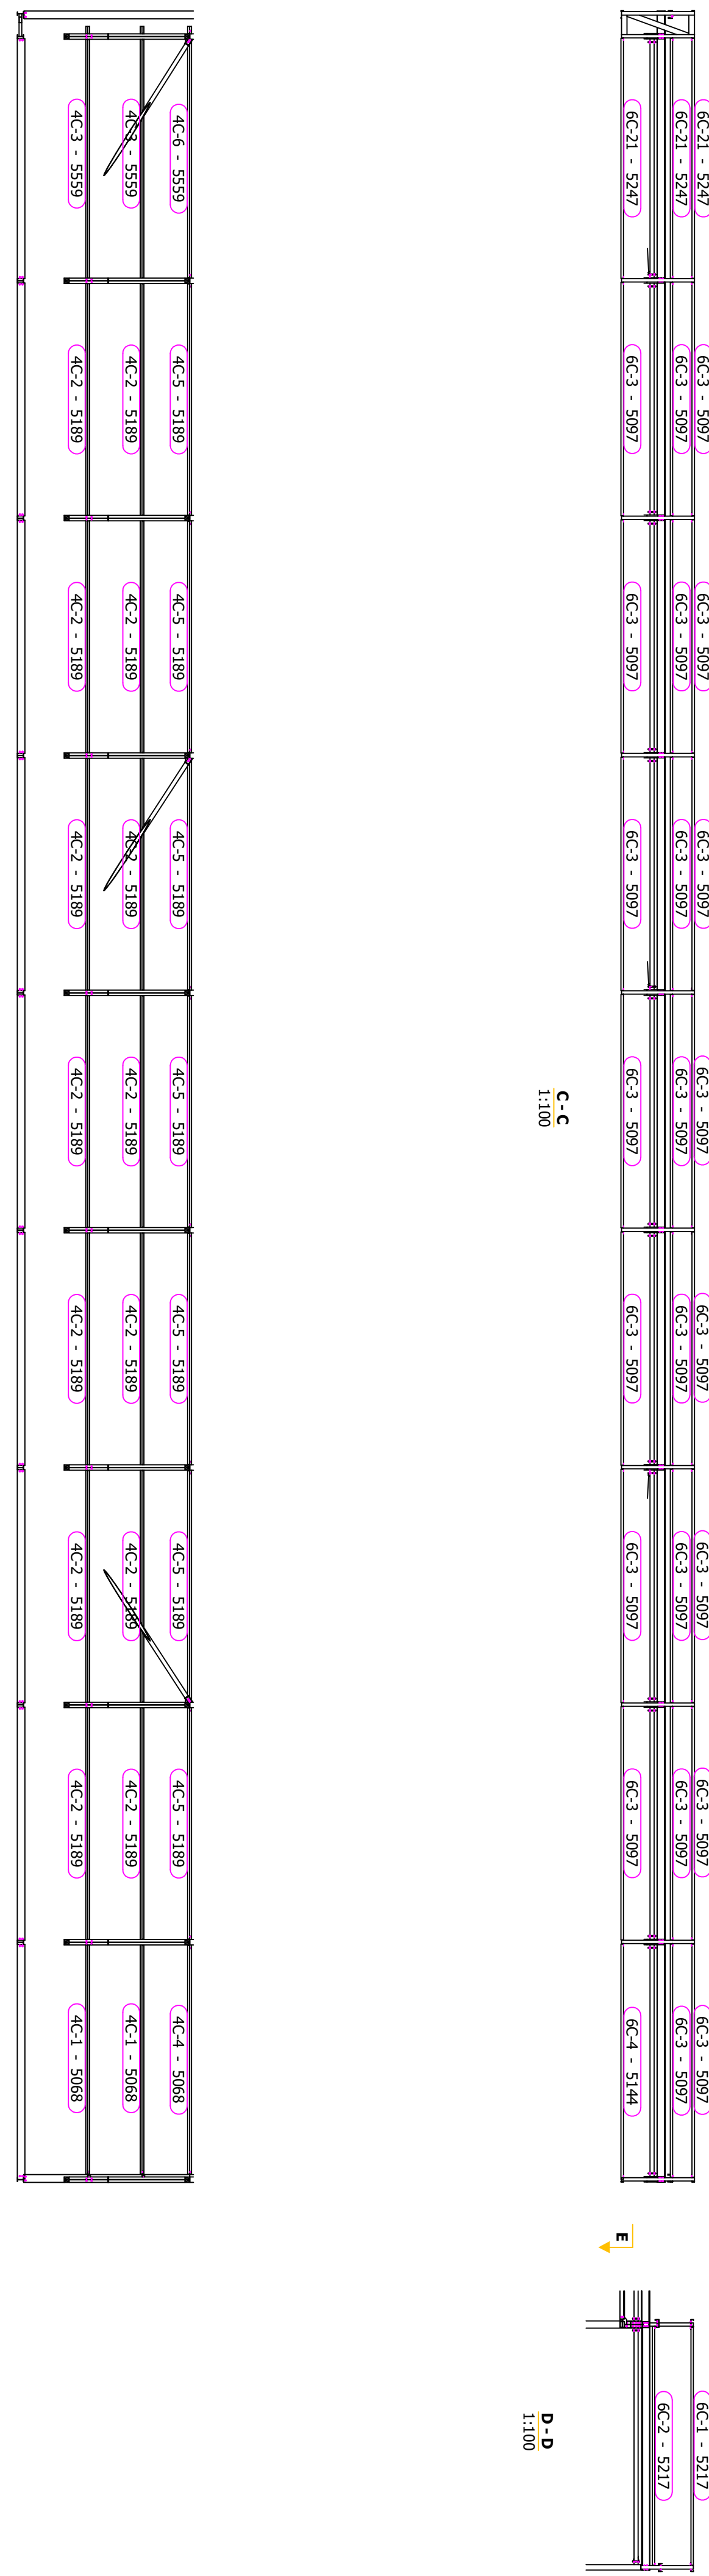 6C-21 - 5247
6C-3 - 5097
6C-3 - 5097
6C-3 - 5097
6C-3 - 5097
6C-3 - 5097
6C-3 - 5097
6C-3 - 5097
6C-3 - 5097
6C-1 - 5217
6C-21 - 5247
6C-3 - 5097
6C-3 - 5097
6C-3 - 5097
6C-3 - 5097
6C-3 - 5097
6C-3 - 5097
6C-3 - 5097
6C-3 - 5097
6C-2 - 5217
6C-21 - 5247
6C-3 - 5097
6C-3 - 5097
6C-3 - 5097
6C-3 - 5097
6C-3 - 5097
6C-3 - 5097
6C-3 - 5097
6C-4 - 5144
E
C - C
1:100
D - D
1:100
4C-6 - 5559
4C-5 - 5189
4C-5 - 5189
4C-5 - 5189
4C-5 - 5189
4C-5 - 5189
4C-5 - 5189
4C-5 - 5189
4C-4 - 5068
4C-3 - 5559
4C-2 - 5189
4C-2 - 5189
4C-2 - 5189
4C-2 - 5189
4C-2 - 5189
4C-2 - 5189
4C-2 - 5189
4C-1 - 5068
4C-3 - 5559
4C-2 - 5189
4C-2 - 5189
4C-2 - 5189
4C-2 - 5189
4C-2 - 5189
4C-2 - 5189
4C-2 - 5189
4C-1 - 5068